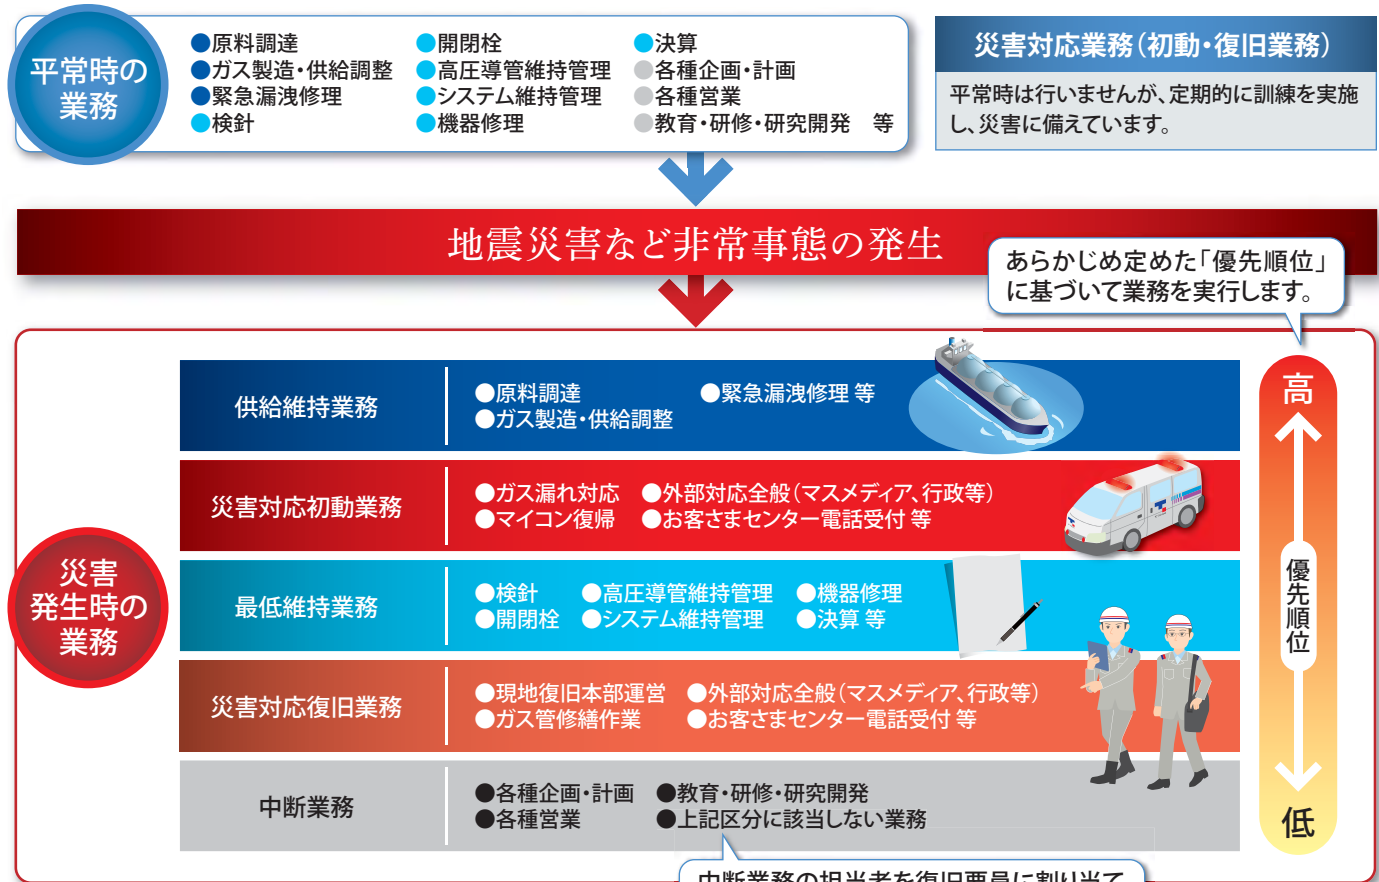 平常時の
業務
●原料調達
●ガス製造・供給調整
●緊急漏洩修理
●検針
●開閉栓
●高圧導管維持管理
●システム維持管理
●機器修理
●決算
●各種企画・計画
●各種営業
●教育・研修・研究開発 等
災害対応業務（初動・復旧業務）
平常時は行いませんが、定期的に訓練を実施
し、災害に備えています。
地震災害など非常事態の発生
あらかじめ定めた「優先順位」
に基づいて業務を実行します。
災害
発生時の
業務
供給維持業務
●原料調達 ●緊急漏洩修理 等
●ガス製造・供給調整
災害対応初動業務
●ガス漏れ対応 ●外部対応全般（マスメディア、行政等）
●マイコン復帰 ●お客さまセンター電話受付 等
最低維持業務
●検針 ●高圧導管維持管理 ●機器修理
●開閉栓 ●システム維持管理 ●決算 等
災害対応復旧業務
●現地復旧本部運営 ●外部対応全般（マスメディア、行政等）
●ガス管修繕作業 ●お客さまセンター電話受付 等
中断業務
●各種企画・計画 ●教育・研修・研究開発
●各種営業 ●上記区分に該当しない業務
高
優先順位
低
中断業務の担当者を復旧要員に割り当て